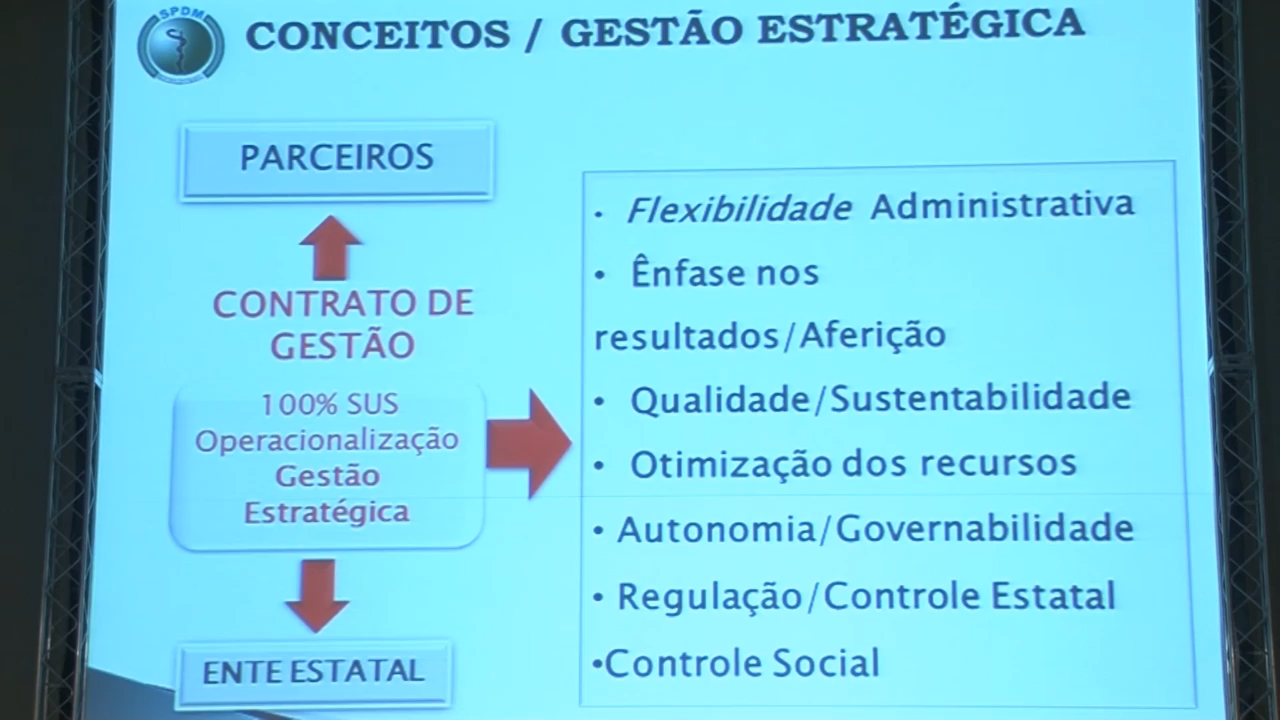 SPDM
CONCEITOS / GESTÃO ESTRATÉGICA
PARCEIROS
CONTRATO DE
GESTÃO
100% SUS
Operacionalização
Gestão
Estratégica
ENTE ESTATAL
• Flexibilidade Administrativa
• Ênfase nos
resultados/Aferição
• Qualidade/Sustentabilidade
• Otimização dos recursos
• Autonomia/Governabilidade
• Regulação/Controle Estatal
•Controle Social